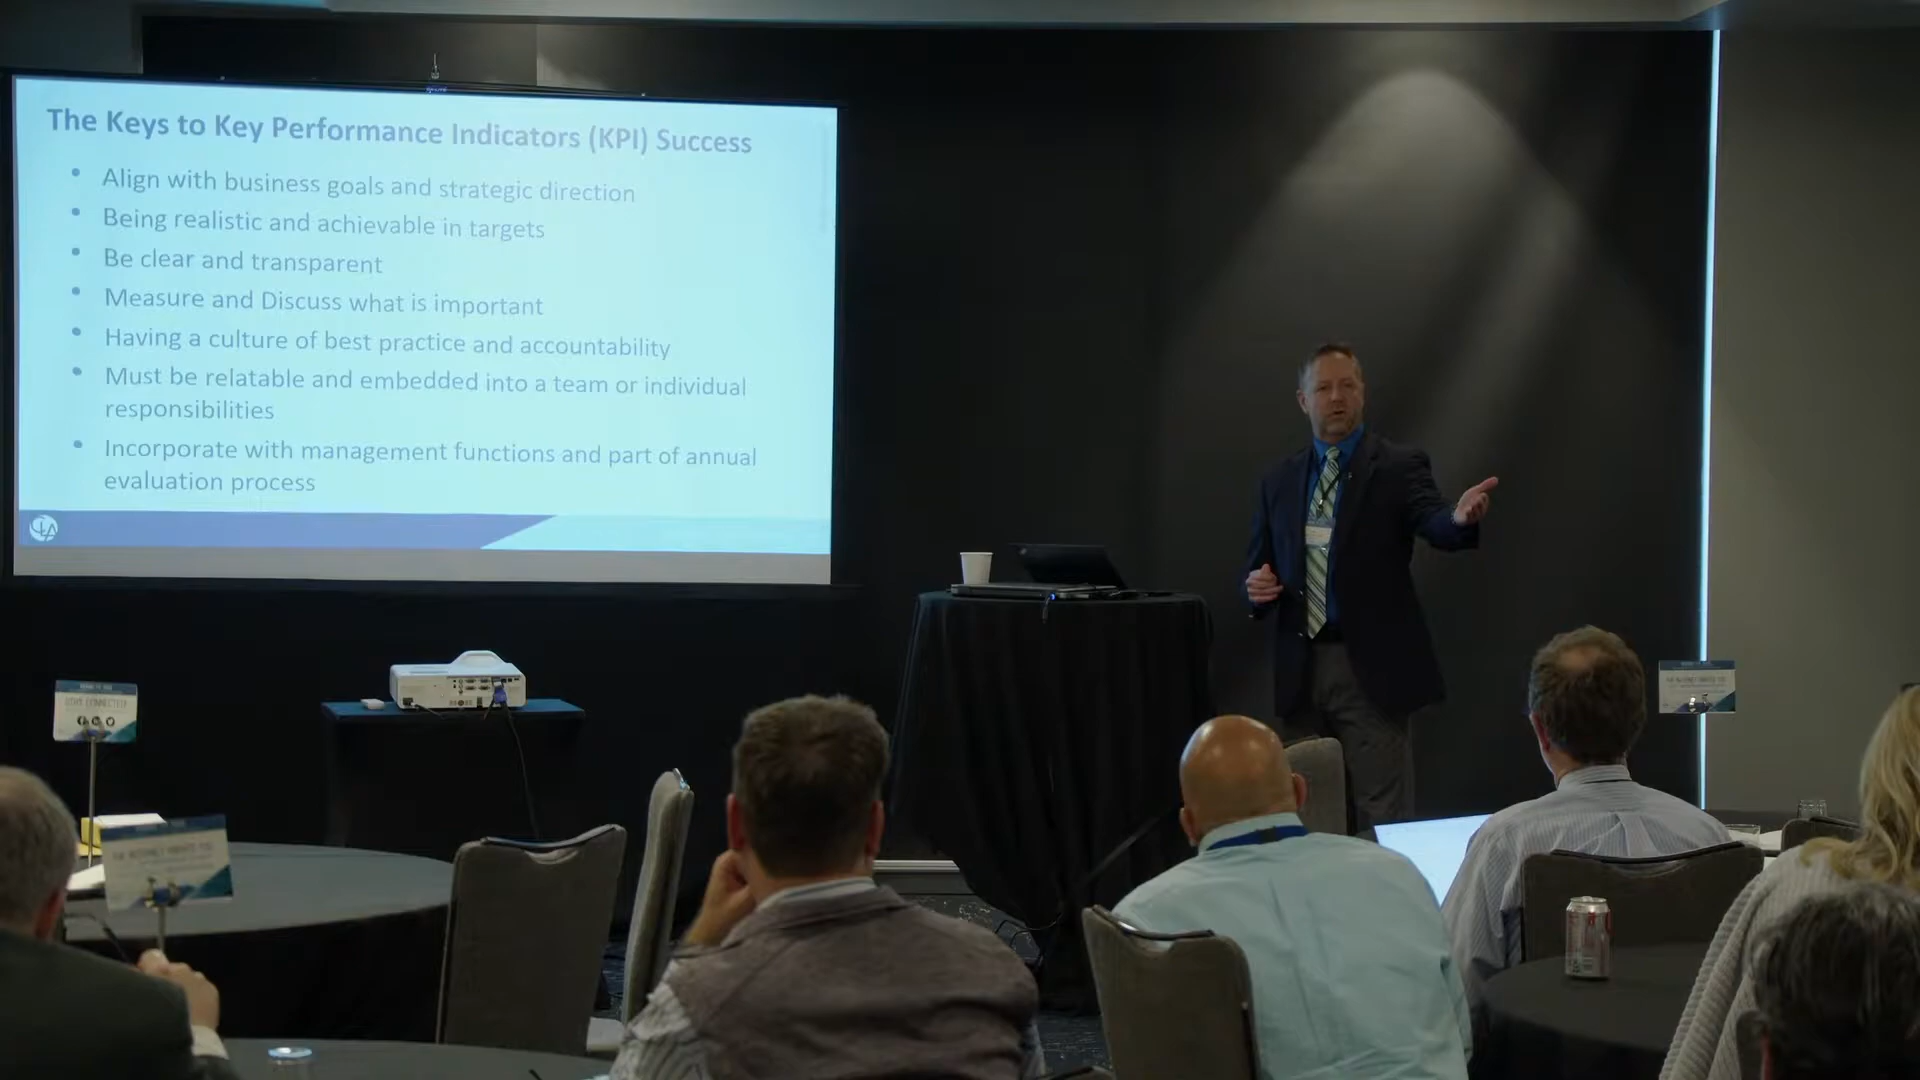 The Keys to Key Performance Indicators (KPI) Success
• Align with business goals and strategic direction
• Being realistic and achievable in targets
• Be clear and transparent
• Measure and Discuss what is important
• Having a culture of best practice and accountability
• Must be relatable and embedded into a team or individual
responsibilities
• Incorporate with management functions and part of annual
evaluation process
CLA
STAY CONNECTED